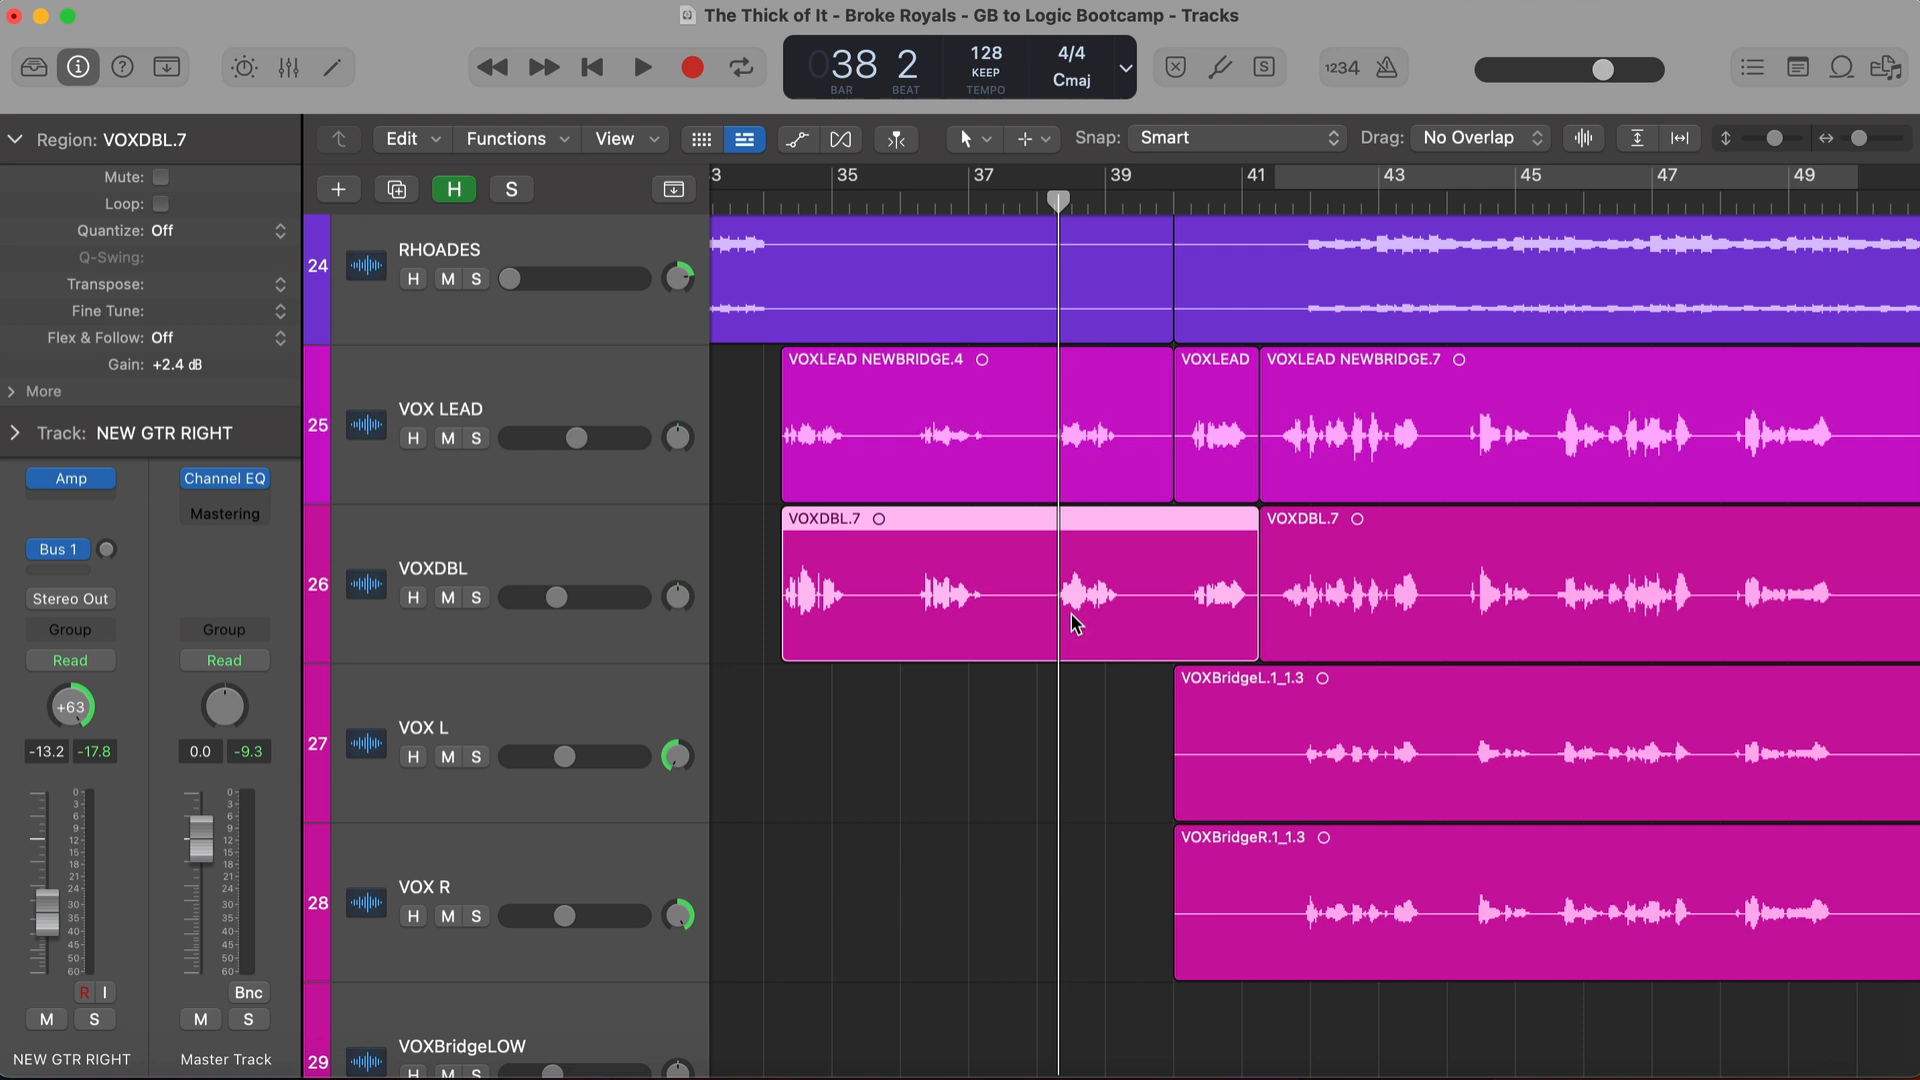 The Thick of It - Broke Royals - GB to Logic Bootcamp - Tracks
038 2
BAR BEAT
128
KEEP
TEMPO
4/4
Cmaj
S
1234
Region: VOXDBL.7
Edit Functions View
Snap: Smart
Drag: No Overlap
Mute:
Loop:
Quantize: Off
Q-Swing:
Transpose:
Fine Tune:
Flex & Follow: Off
Gain: +2.4 dB
More
Track: NEW GTR RIGHT
H S
3 35 37 39 41 43 45 47 49
24
RHOADES
H M S
25
VOX LEAD
H M S
VOXLEAD NEWBRIDGE.4
VOXLEAD
VOXLEAD NEWBRIDGE.7
26
VOXDBL
H M S
VOXDBL.7
VOXDBL.7
27
VOX L
H M S
VOXBridgeL.1_1.3
28
VOX R
H M S
VOXBridgeR.1_1.3
29
VOXBridgeLOW
H M S
Amp
Bus 1
Stereo Out
Group
Read
+63
-13.2 -17.8
0
3
6
9
12
15
18
21
24
30
35
40
45
50
60
R I
M S
NEW GTR RIGHT
Channel EQ
Mastering
Group
Read
0.0 -9.3
0
3
6
9
12
15
18
21
24
30
35
40
45
50
60
Bnc
M S
Master Track